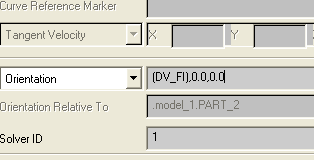 Curve Reference Marker
Tangent Velocity X Y
Orientation (DV_FI),0.0,0.0
Orientation Relative To .model_1.PART_2
Solver ID 1